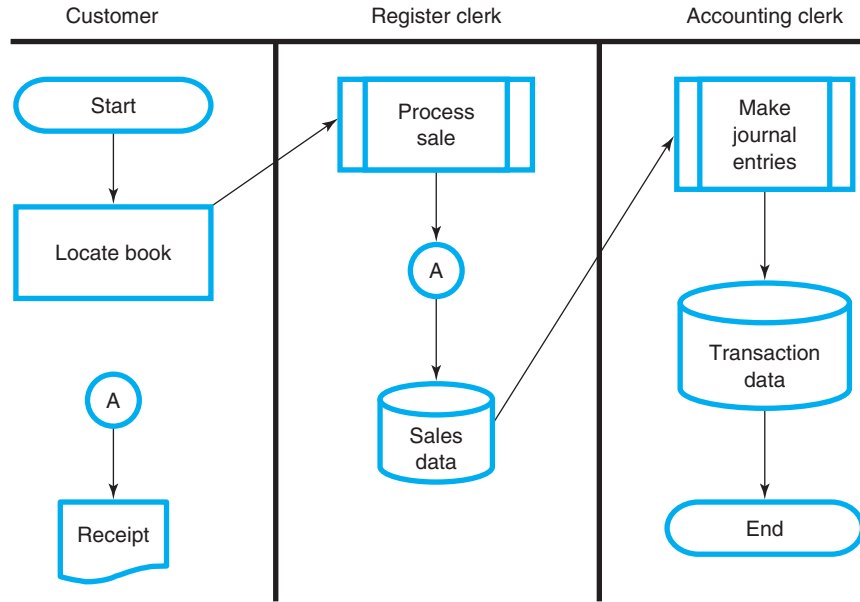 Customer
Register clerk
Accounting clerk
Start
Locate book
A
Receipt
Process
sale
A
Sales
data
Make
journal
entries
Transaction
data
End